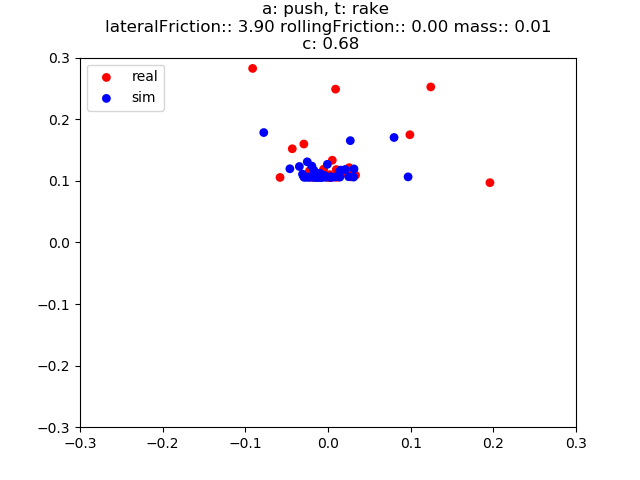 a: push, t: rake
lateralFriction:: 3.90 rollingFriction:: 0.00 mass:: 0.01
c: 0.68
real
sim
0.3
0.2
0.1
0.0
−0.1
−0.2
−0.3
−0.3
−0.2
−0.1
0.0
0.1
0.2
0.3